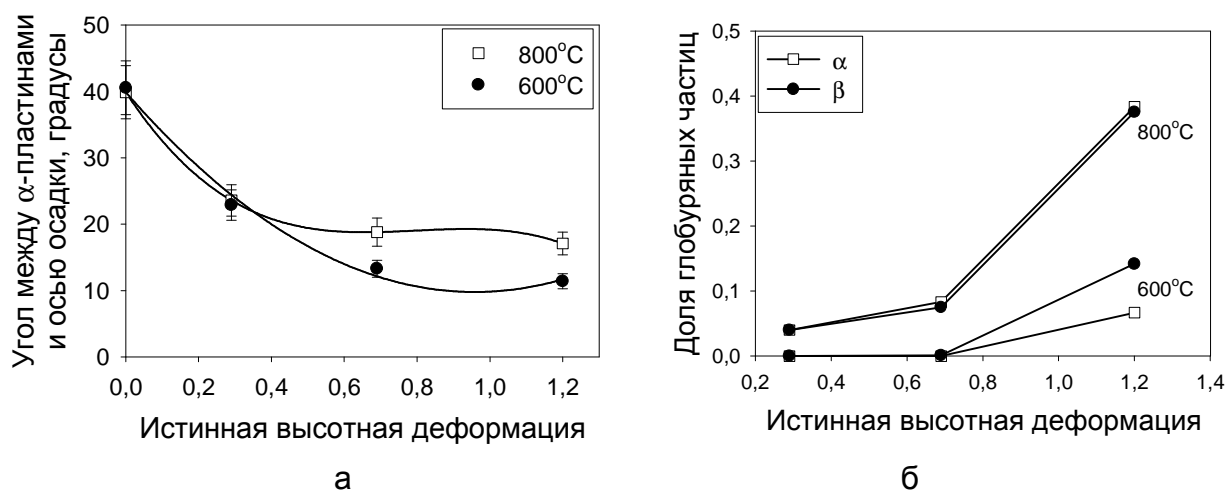 Угол между α-пластинами
и осью осадки, градусы
50
40
30
20
10
0
800°C
600°C
0,0 0,2 0,4 0,6 0,8 1,0 1,2
Истинная высотная деформация
а
Доля глобуряных частиц
0,5
0,4
0,3
0,2
0,1
0,0
α
β
800°C
600°C
0,2 0,4 0,6 0,8 1,0 1,2 1,4
Истинная высотная деформация
б